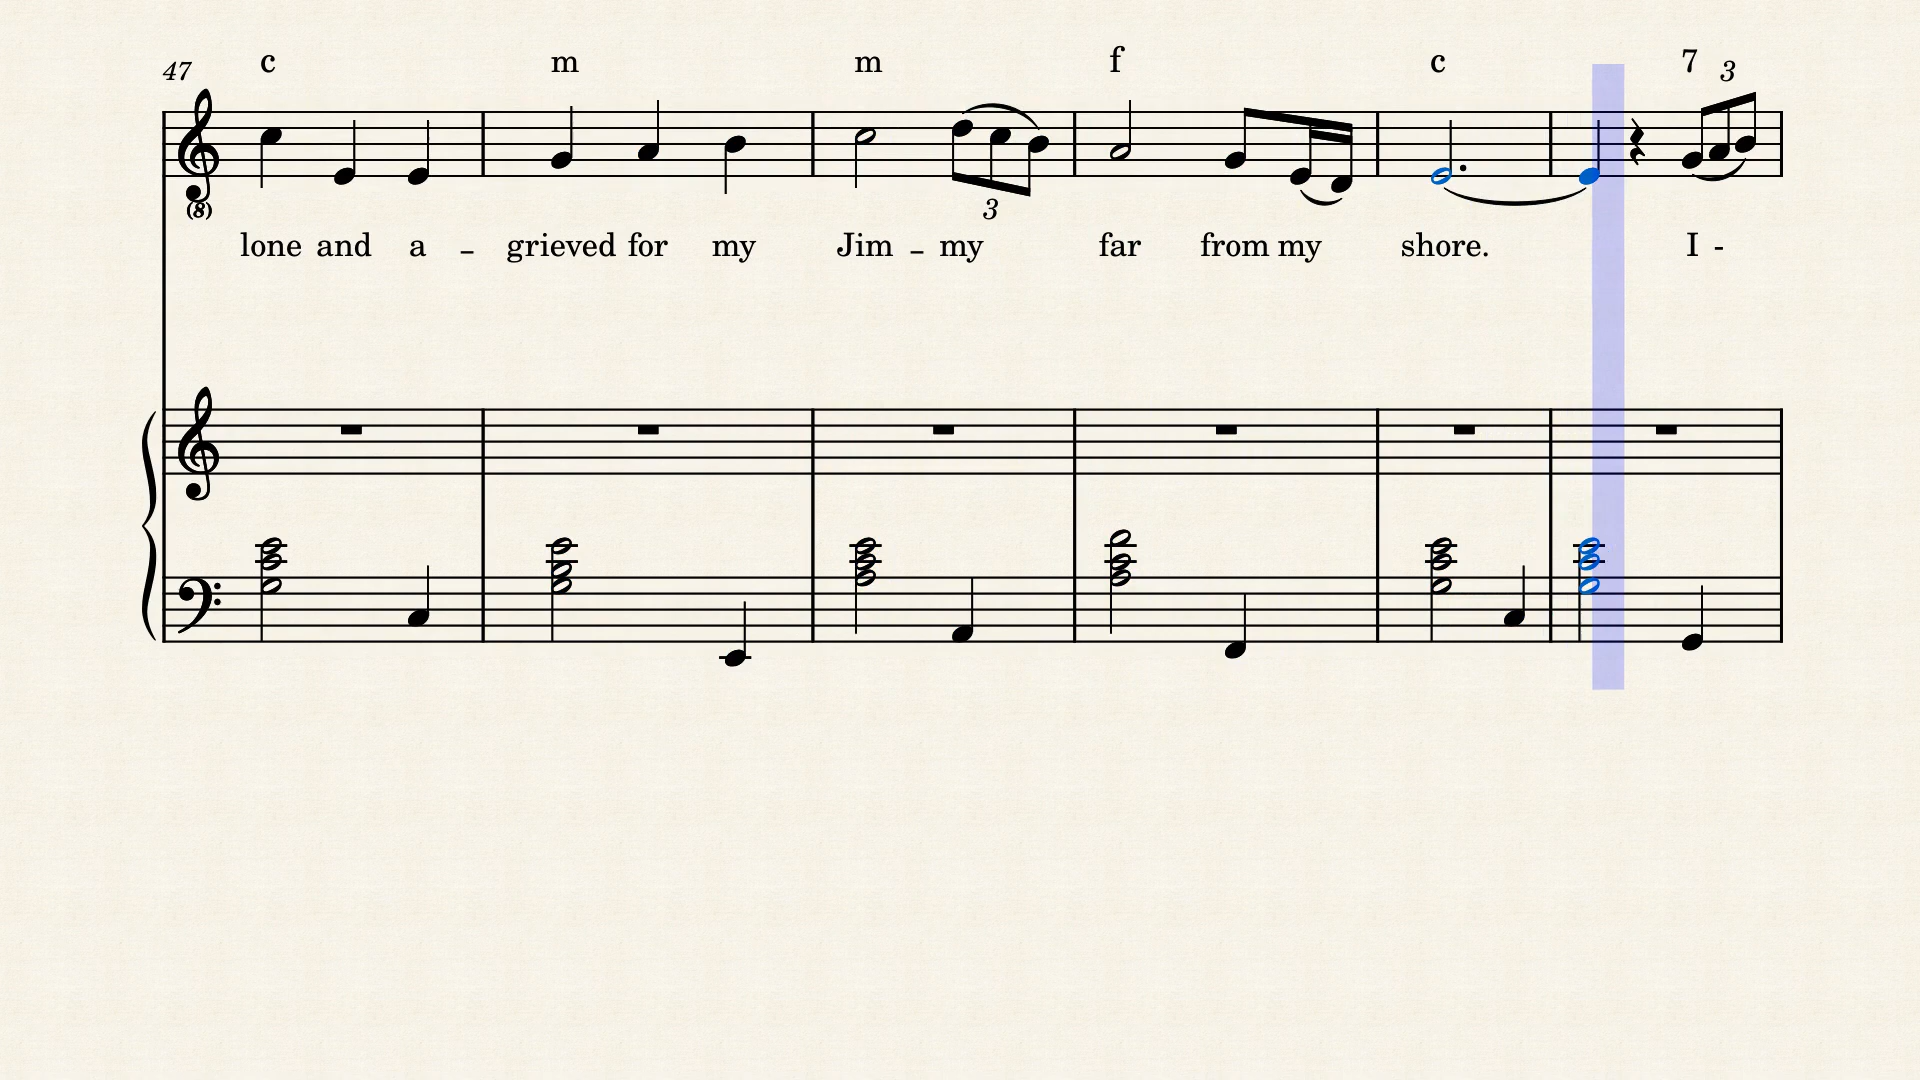 47 c m m f c 7 3
(8) 3
lone and a – grieved for my Jim – my far from my shore. I -